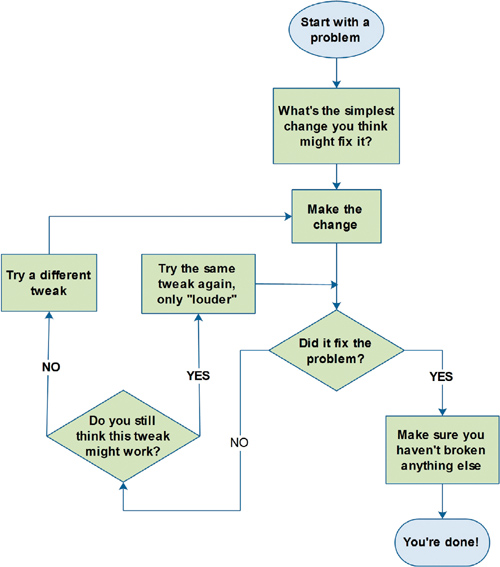 Start with a
problem
What's the simplest
change you think
might fix it?
Make the
change
Try a different
tweak
Try the same
tweak again,
only "louder"
Did it fix the
problem?
NO
YES
YES
Do you still
think this tweak
might work?
NO
Make sure you
haven't broken
anything else
You're done!